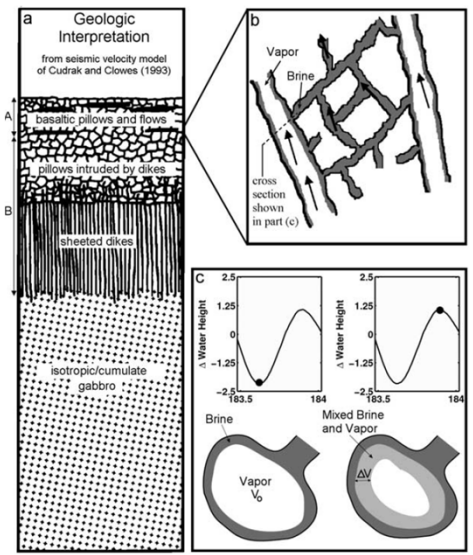 a
Geologic
Interpretation
from seismic velocity model
of Cudrak and Clowes (1993)
A
basaltic pillows and flows
pillows intruded by dikes
B
sheeted dikes
isotropic/cumulate
gabbro
b
Vapor
Brine
cross
section
shown
in part (c)
c
2.5
1.25
0
-1.25
-2.5
Δ Water Height
183.5
184
2.5
1.25
0
-1.25
-2.5
Δ Water Height
183.5
184
Brine
Vapor
Vo
Mixed Brine
and Vapor
ΔV